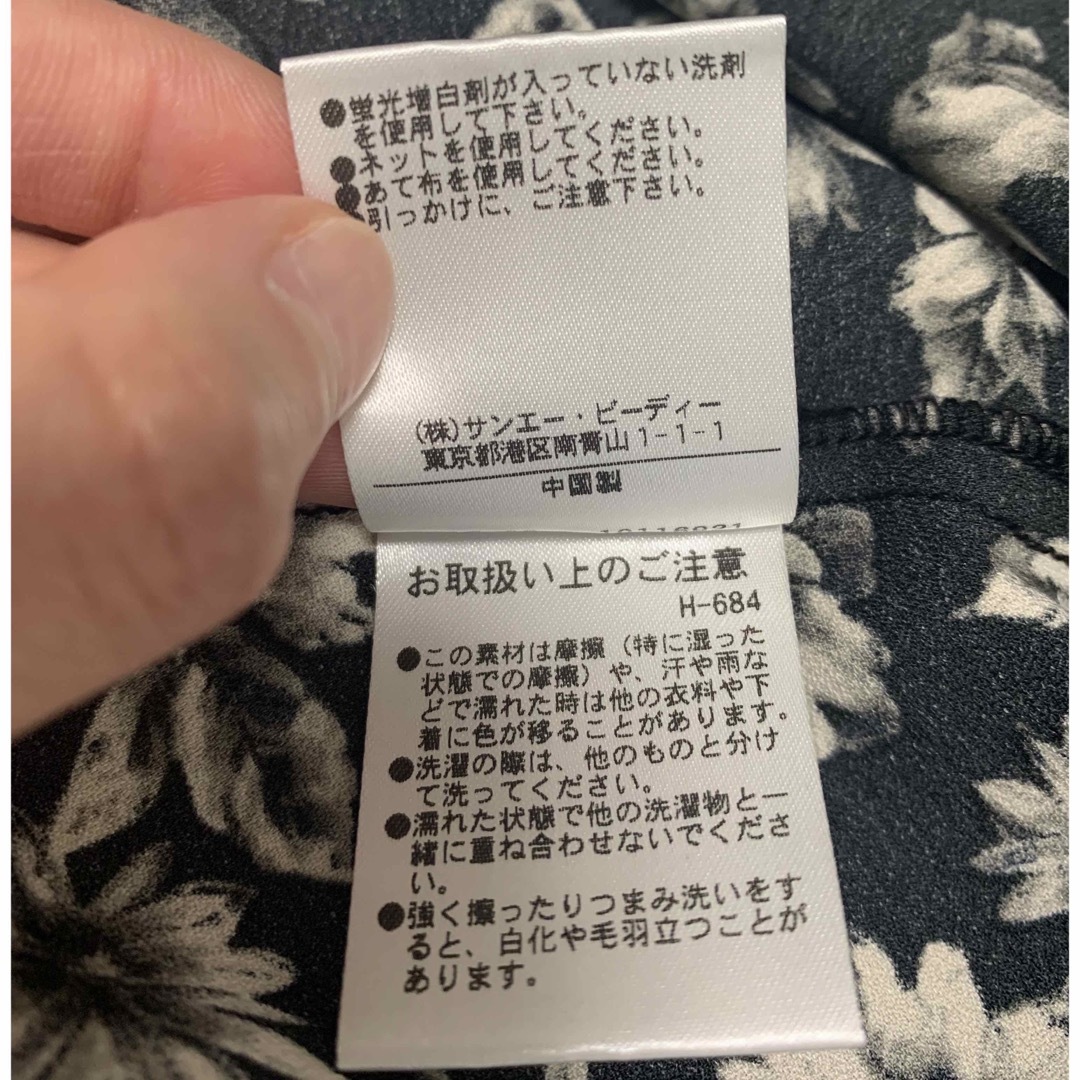 ●蛍光増白剤が入っていない洗剤
を使用して下さい。
●ネットを使用してください。
●あて布を使用してください。
引っかけに、ご注意下さい。
(株)サンエー・ビーディー
東京都港区南青山1-1-1
中国製
お取扱い上のご注意
H-684
●この素材は摩擦（特に湿った
状態での摩擦）や、汗や雨な
どで濡れた時は他の衣料や下
着に色が移ることがあります。
●洗濯の際は、他のものと分け
て洗ってください。
●濡れた状態で他の洗濯物と一
緒に重ね合わせないでくださ
い。
●強く擦ったりつまみ洗いをす
ると、白化や毛羽立つことが
あります。